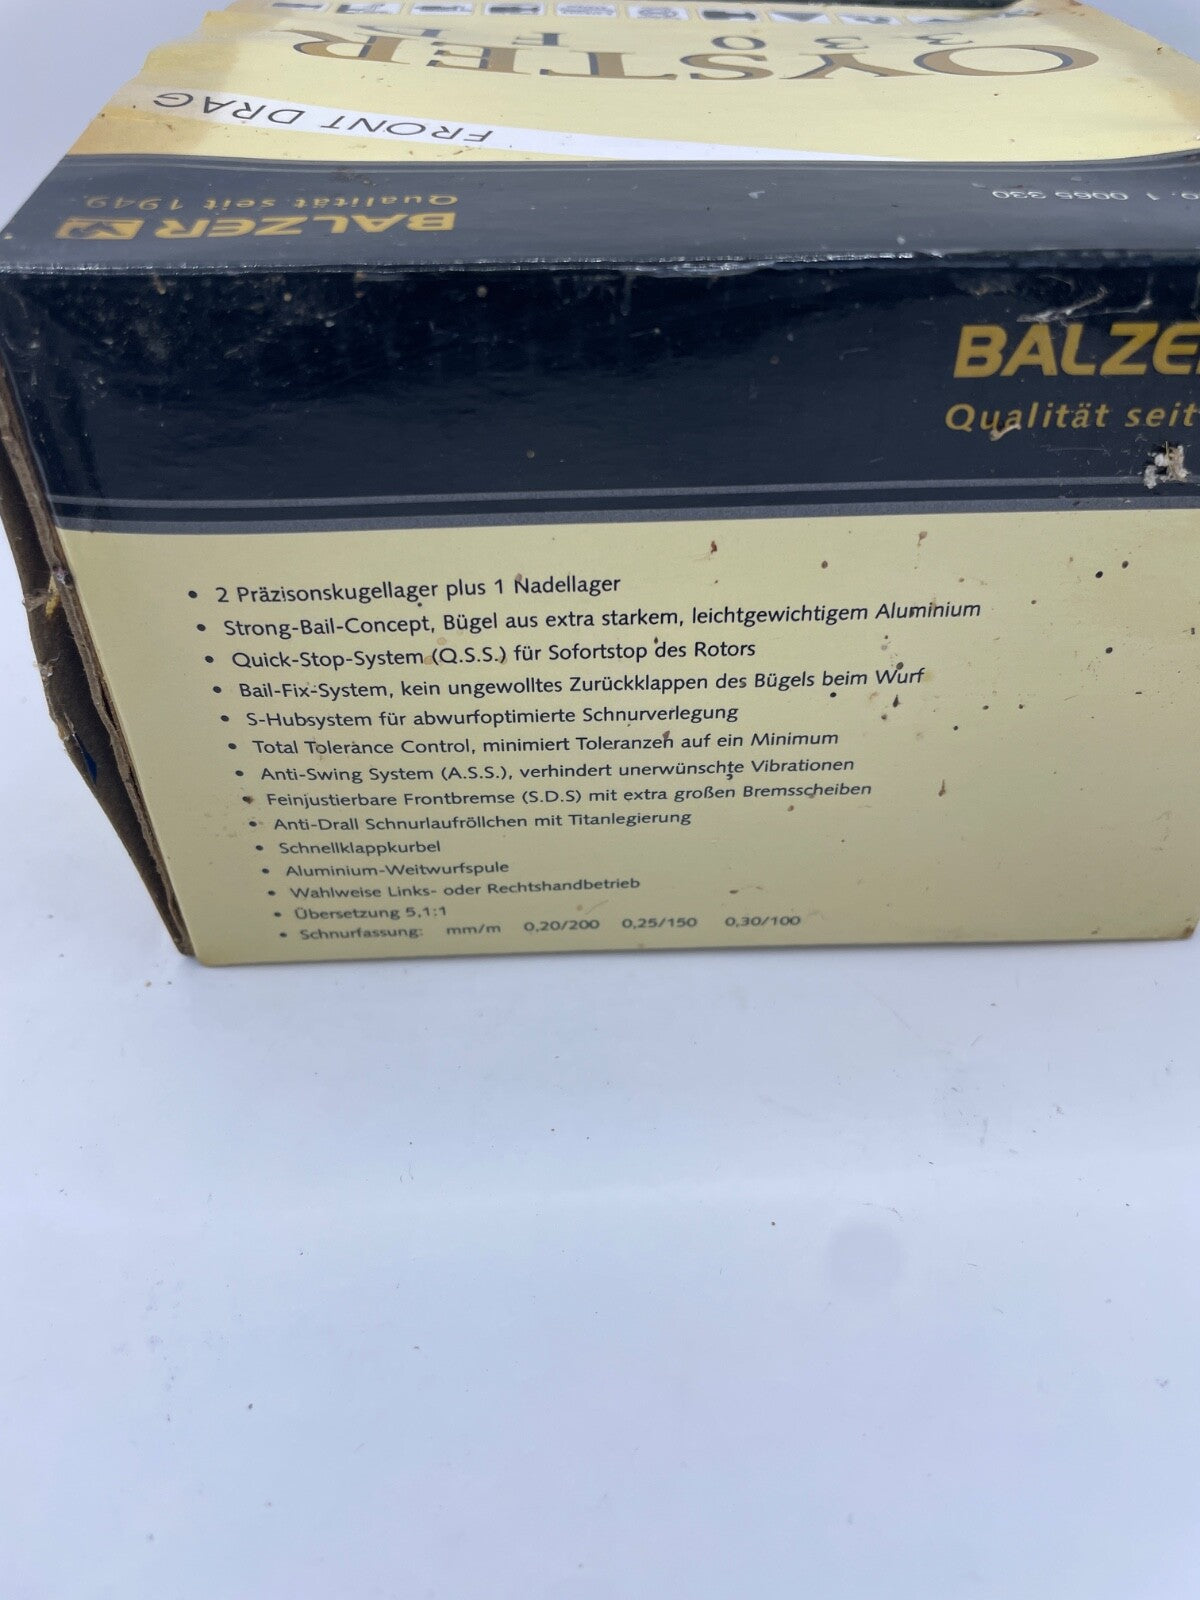 OYSTER
330 FD
FRONT DRAG
BALZER
Qualität seit 1949.
1 0065 330
BALZE
Qualität seit
• 2 Präzisonskugellager plus 1 Nadellager
• Strong-Bail-Concept, Bügel aus extra starkem, leichtgewichtigem Aluminium
• Quick-Stop-System (Q.S.S.) für Sofortstop des Rotors
• Bail-Fix-System, kein ungewolltes Zurückklappen des Bügels beim Wurf
• S-Hubsystem für abwurfoptimierte Schnurverlegung
• Total Tolerance Control, minimiert Toleranzen auf ein Minimum
• Anti-Swing System (A.S.S.), verhindert unerwünschte Vibrationen
• Feinjustierbare Frontbremse (S.D.S) mit extra großen Bremsscheiben
• Anti-Drall Schnurlaufröllchen mit Titanlegierung
• Schnellklappkurbel
• Aluminium-Weitwurfspule
• Wahlweise Links- oder Rechtshandbetrieb
• Übersetzung 5,1:1
• Schnurfassung: mm/m 0,20/200 0,25/150 0,30/100